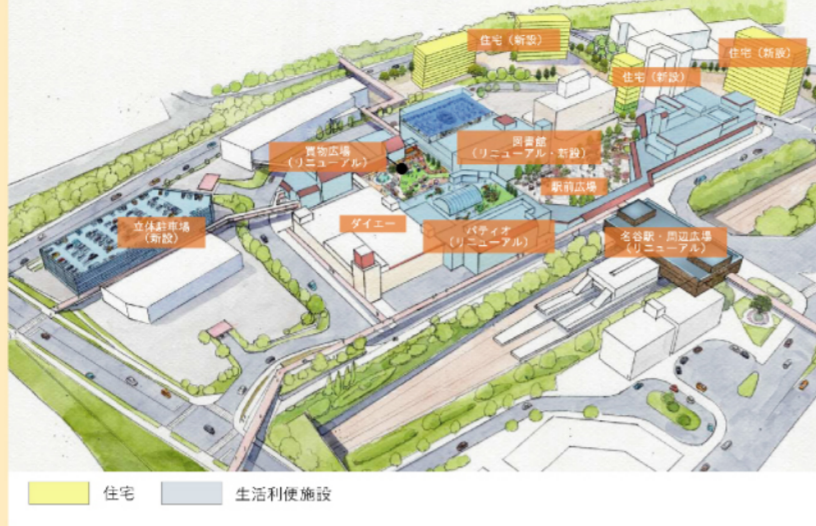 住宅（新設）
住宅（新設）
住宅（新設）
買物広場
（リニューアル）
図書館
（リニューアル・新設）
駅前広場
立体駐車場
（新設）
ダイエー
パティオ
（リニューアル）
名谷駅・周辺広場
（リニューアル）
住宅
生活利便施設